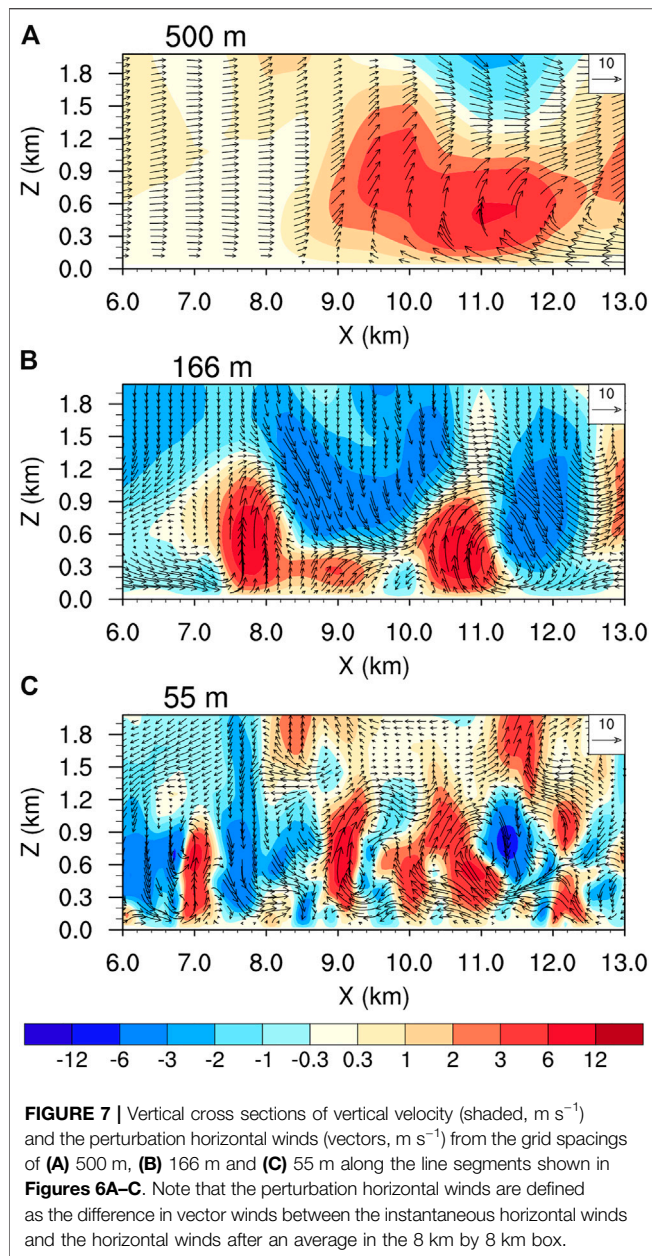 A
500 m
10
1.8
1.5
1.2
0.9
0.6
0.3
0.0
Z (km)
6.0 7.0 8.0 9.0 10.0 11.0 12.0 13.0
X (km)
B
166 m
10
1.8
1.5
1.2
0.9
0.6
0.3
0.0
Z (km)
6.0 7.0 8.0 9.0 10.0 11.0 12.0 13.0
X (km)
C
55 m
10
1.8
1.5
1.2
0.9
0.6
0.3
0.0
Z (km)
6.0 7.0 8.0 9.0 10.0 11.0 12.0 13.0
X (km)
-12 -6 -3 -2 -1 -0.3 0.3 1 2 3 6 12
FIGURE 7 | Vertical cross sections of vertical velocity (shaded, m s⁻¹)
and the perturbation horizontal winds (vectors, m s⁻¹) from the grid spacings
of (A) 500 m, (B) 166 m and (C) 55 m along the line segments shown in
Figures 6A–C. Note that the perturbation horizontal winds are defined
as the difference in vector winds between the instantaneous horizontal winds
and the horizontal winds after an average in the 8 km by 8 km box.